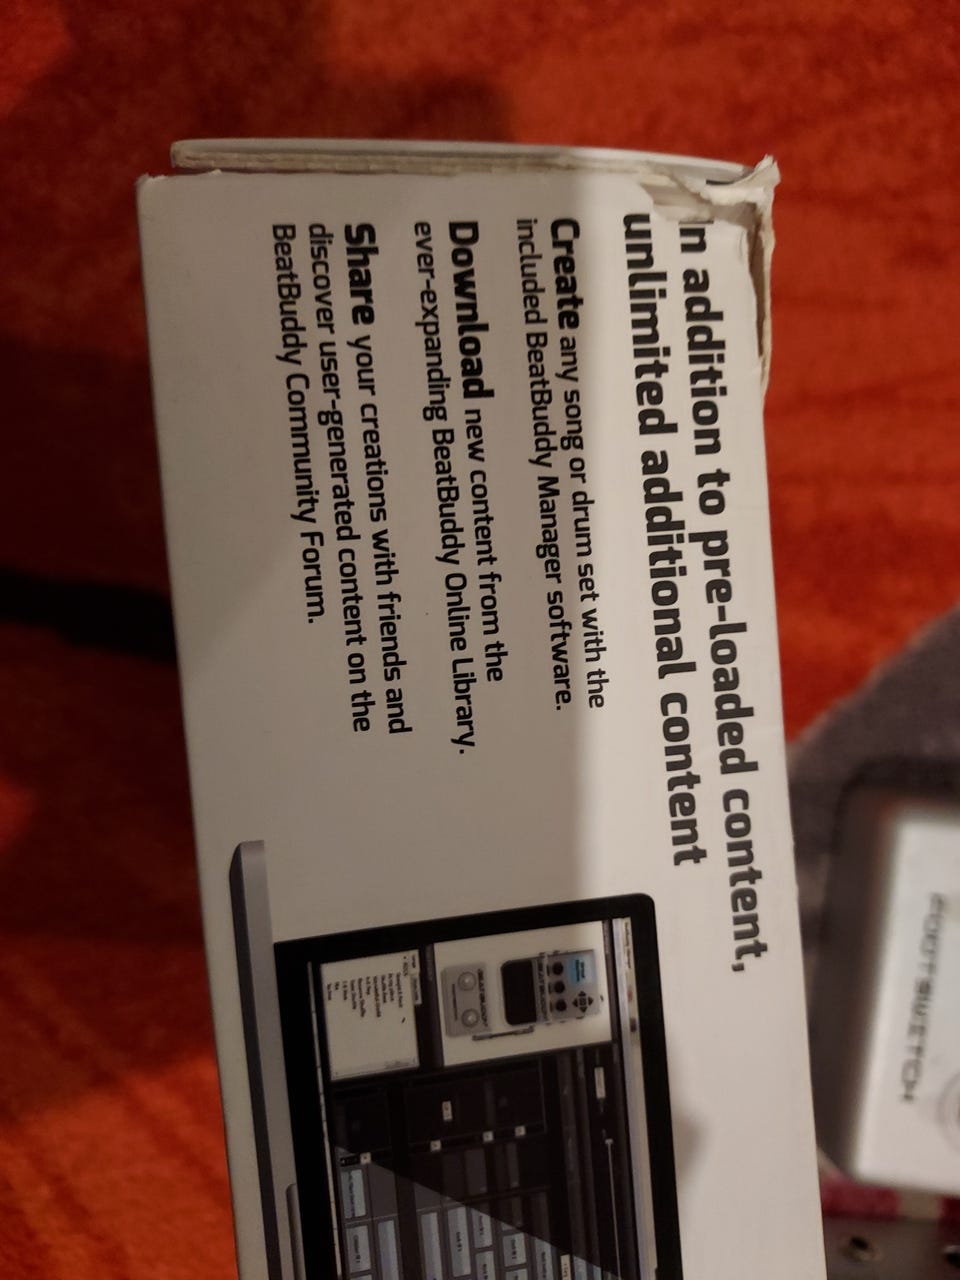 In addition to pre-loaded content,
unlimited additional content
Create any song or drum set with the
included BeatBuddy Manager software.
Download new content from the
ever-expanding BeatBuddy Online Library.
Share your creations with friends and
discover user-generated content on the
BeatBuddy Community Forum.
FOOTSWITCH